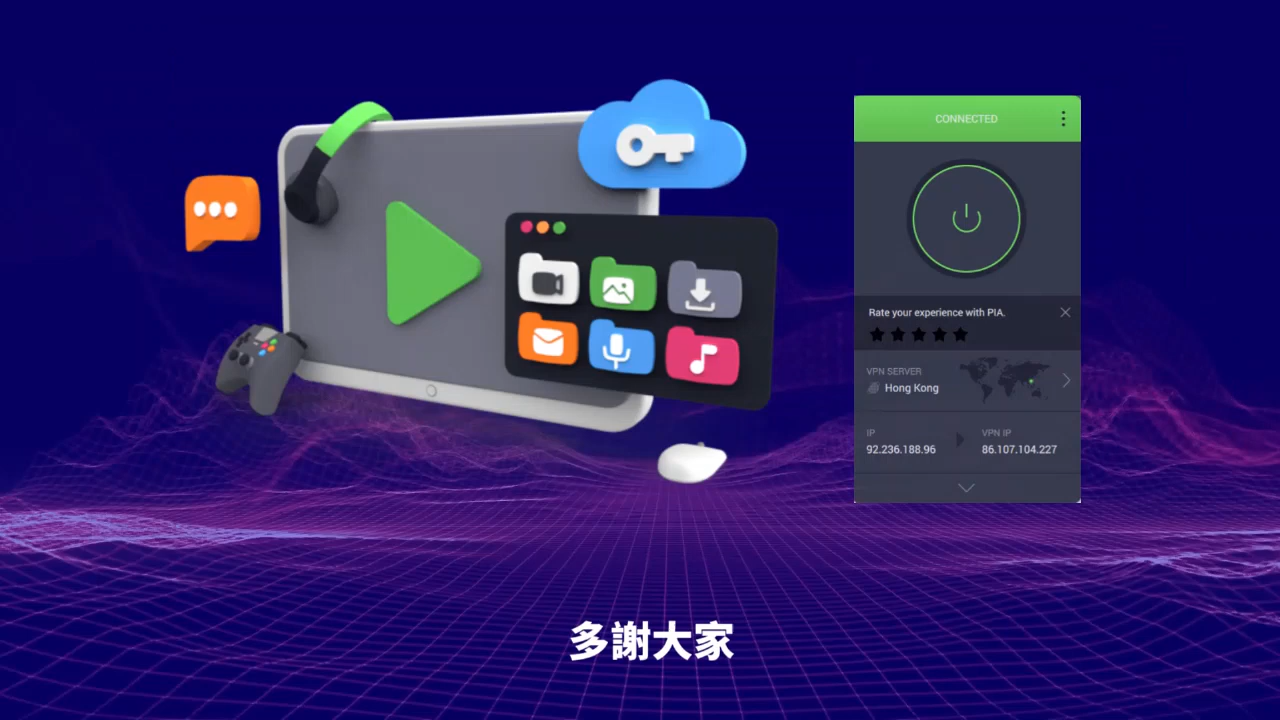 CONNECTED
Rate your experience with PIA.
VPN SERVER
Hong Kong
IP
92.236.188.96
VPN IP
86.107.104.227
多謝大家